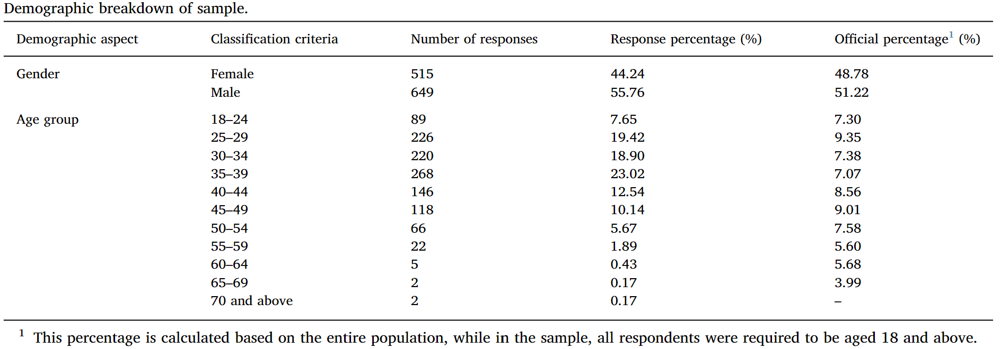 Demographic breakdown of sample.
Demographic aspect Classification criteria Number of responses Response percentage (%) Official percentage1 (%)
Gender Female 515 44.24 48.78
Male 649 55.76 51.22
Age group 18–24 89 7.65 7.30
25–29 226 19.42 9.35
30–34 220 18.90 7.38
35–39 268 23.02 7.07
40–44 146 12.54 8.56
45–49 118 10.14 9.01
50–54 66 5.67 7.58
55–59 22 1.89 5.60
60–64 5 0.43 5.68
65–69 2 0.17 3.99
70 and above 2 0.17 –
1 This percentage is calculated based on the entire population, while in the sample, all respondents were required to be aged 18 and above.